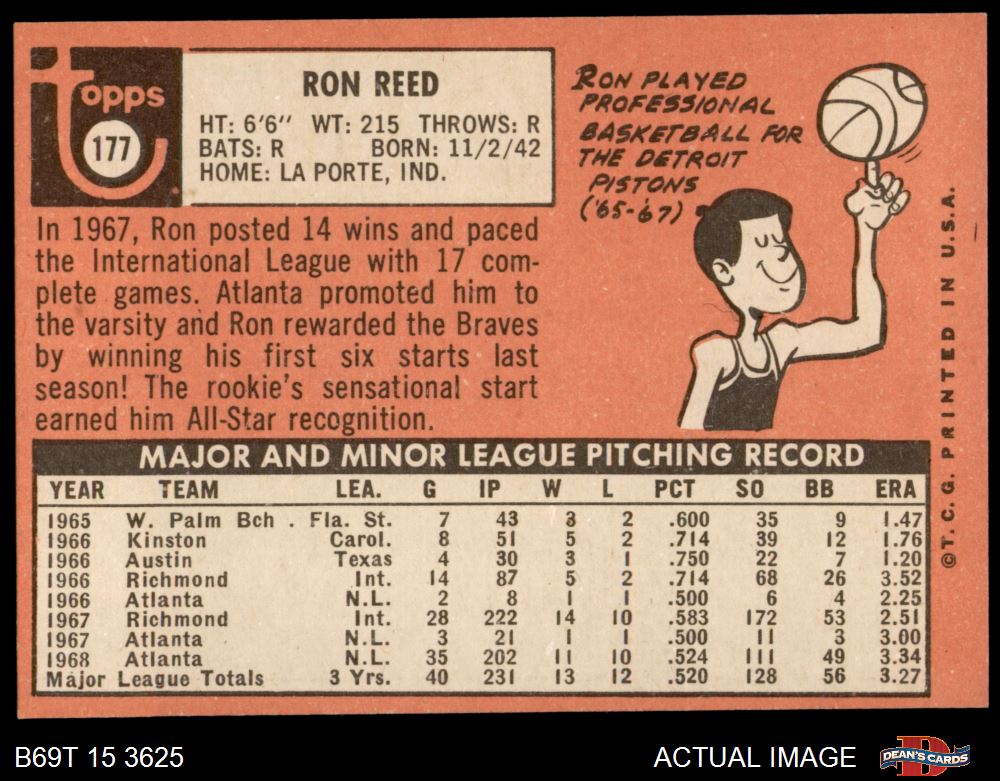 topps
177
RON REED
HT: 6'6" WT: 215 THROWS: R
BATS: R BORN: 11/2/42
HOME: LA PORTE, IND.
In 1967, Ron posted 14 wins and paced
the International League with 17 com-
plete games. Atlanta promoted him to
the varsity and Ron rewarded the Braves
by winning his first six starts last
season! The rookie's sensational start
earned him All-Star recognition.
RON PLAYED
PROFESSIONAL
BASKETBALL FOR
THE DETROIT
PISTONS
('65-'67)
MAJOR AND MINOR LEAGUE PITCHING RECORD
YEAR TEAM LEA. G IP W L PCT SO BB ERA
1965 W. Palm Bch . Fla. St. 7 43 3 2 .600 35 9 1.47
1966 Kinston Carol. 8 51 5 2 .714 39 12 1.76
1966 Austin Texas 4 30 3 1 .750 22 7 1.20
1966 Richmond Int. 14 87 5 2 .714 68 26 3.52
1966 Atlanta N.L. 2 8 1 1 .500 6 4 2.25
1967 Richmond Int. 28 222 14 10 .583 172 53 2.51
1967 Atlanta N.L. 3 21 1 1 .500 11 3 3.00
1968 Atlanta N.L. 35 202 11 10 .524 111 49 3.34
Major League Totals 3 Yrs. 40 231 13 12 .520 128 56 3.27
©T. C. G. PRINTED IN U.S.A.
B69T 15 3625
ACTUAL IMAGE
DEAN'S CARDS